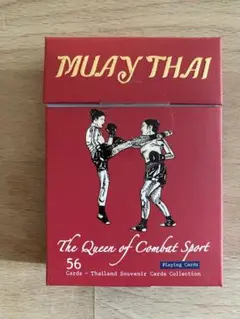 MUAY THAI
The Queen of Combat Sport
56 Playing Cards
Cards - Thailand Souvenir Cards Collection